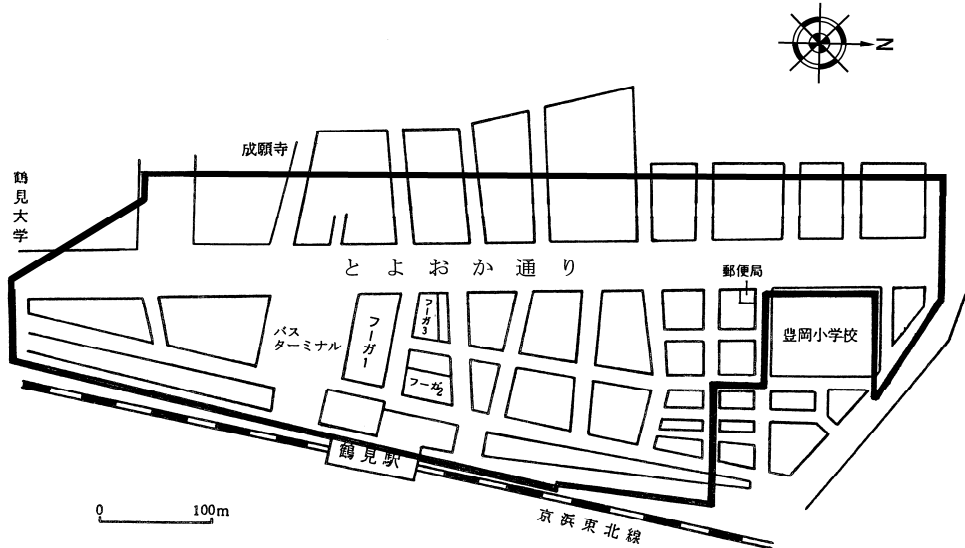 N
成願寺
鶴見大学
とよおか通り
郵便局
豊岡小学校
バス
ターミナル
フーガ1
フーガ3
フーガ2
鶴見駅
京浜東北線
0 100m